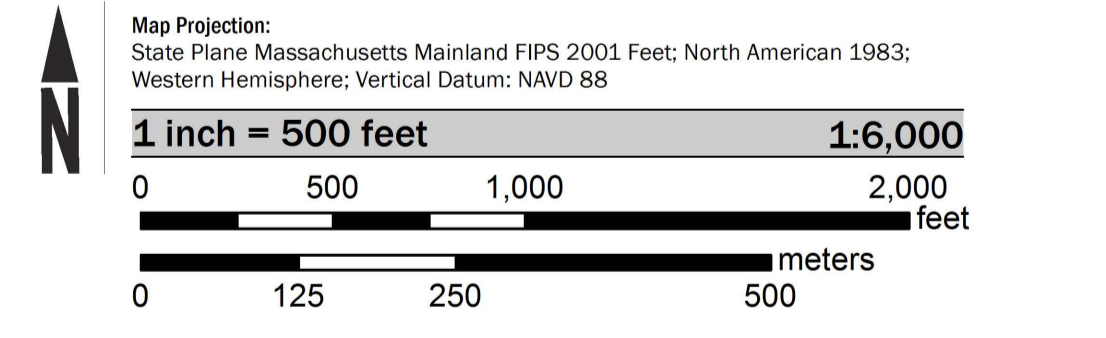 N
Map Projection:
State Plane Massachusetts Mainland FIPS 2001 Feet; North American 1983;
Western Hemisphere; Vertical Datum: NAVD 88
1 inch = 500 feet 1:6,000
0 500 1,000 2,000
feet
meters
0 125 250 500